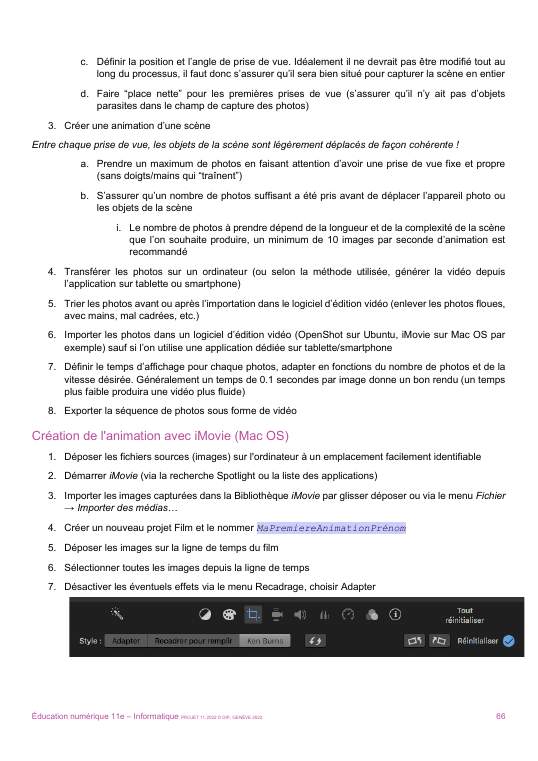 c. Définir la position et l'angle de prise de vue. Idéalement il ne devrait pas être modifié tout au
long du processus, il faut donc s'assurer qu'il sera bien situé pour capturer la scène en entier
d. Faire “place nette” pour les premières prises de vue (s'assurer qu'il n'y ait pas d'objets
parasites dans le champ de capture des photos)
3. Créer une animation d'une scène
Entre chaque prise de vue, les objets de la scène sont légèrement déplacés de façon cohérente !
a. Prendre un maximum de photos en faisant attention d'avoir une prise de vue fixe et propre
(sans doigts/mains qui “traînent”)
b. S'assurer qu'un nombre de photos suffisant a été pris avant de déplacer l'appareil photo ou
les objets de la scène
i. Le nombre de photos à prendre dépend de la longueur et de la complexité de la scène
que l'on souhaite produire, un minimum de 10 images par seconde d'animation est
recommandé
4. Transférer les photos sur un ordinateur (ou selon la méthode utilisée, générer la vidéo depuis
l'application sur tablette ou smartphone)
5. Trier les photos avant ou après l'importation dans le logiciel d'édition vidéo (enlever les photos floues,
avec mains, mal cadrées, etc.)
6. Importer les photos dans un logiciel d'édition vidéo (OpenShot sur Ubuntu, iMovie sur Mac OS par
exemple) sauf si l'on utilise une application dédiée sur tablette/smartphone
7. Définir le temps d'affichage pour chaque photos, adapter en fonctions du nombre de photos et de la
vitesse désirée. Généralement un temps de 0.1 secondes par image donne un bon rendu (un temps
plus faible produira une vidéo plus fluide)
8. Exporter la séquence de photos sous forme de vidéo
Création de l'animation avec iMovie (Mac OS)
1. Déposer les fichiers sources (images) sur l'ordinateur à un emplacement facilement identifiable
2. Démarrer iMovie (via la recherche Spotlight ou la liste des applications)
3. Importer les images capturées dans la Bibliothèque iMovie par glisser déposer ou via le menu Fichier
→ Importer des médias…
4. Créer un nouveau projet Film et le nommer MaPremiereAnimationPrénom
5. Déposer les images sur la ligne de temps du film
6. Sélectionner toutes les images depuis la ligne de temps
7. Désactiver les éventuels effets via le menu Recadrage, choisir Adapter
Tout
réinitialiser
Style : Adapter Recadrer pour remplir Ken Burns Réinitialiser
Éducation numérique 11e – Informatique PROJET 11.2022 © DIP, GENÈVE 2022 66